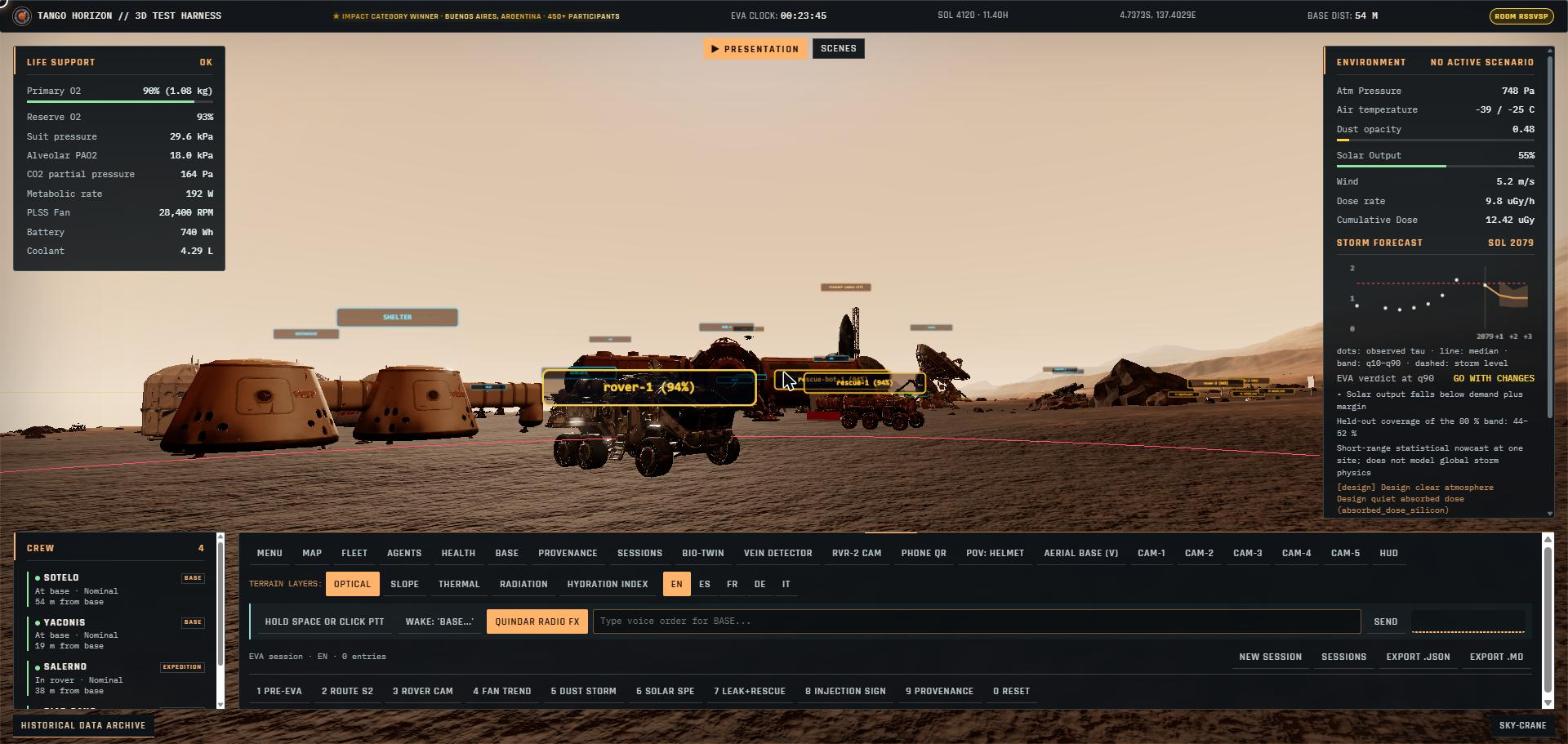 TANGO HORIZON // 3D TEST HARNESS
★ IMPACT CATEGORY WINNER · BUENOS AIRES, ARGENTINA · 450+ PARTICIPANTS
EVA CLOCK: 00:23:45
SOL 4120 · 11.40H
4.7373S, 137.4029E
BASE DIST: 54 M
ROOM R8SVSP
▶ PRESENTATION
SCENES
LIFE SUPPORT OK
Primary O2 90% (1.08 kg)
Reserve O2 93%
Suit pressure 29.6 kPa
Alveolar PAO2 18.0 kPa
CO2 partial pressure 164 Pa
Metabolic rate 192 W
PLSS Fan 28,400 RPM
Battery 740 Wh
Coolant 4.29 L
ENVIRONMENT NO ACTIVE SCENARIO
Atm Pressure 748 Pa
Air temperature -39 / -25 C
Dust opacity 0.48
Solar Output 55%
Wind 5.2 m/s
Dose rate 9.8 uGy/h
Cumulative Dose 12.42 uGy
STORM FORECAST SOL 2079
2
1
0
2079 +1 +2 +3
dots: observed tau · line: median ·
band: q10-q90 · dashed: storm level
EVA verdict at q90 GO WITH CHANGES
• Solar output falls below demand plus
margin
Held-out coverage of the 80 % band: 44-
52 %
Short-range statistical nowcast at one
site; does not model global storm
physics
[design] Design clear atmosphere
Design quiet absorbed dose
(absorbed_dose_silicon)
SHELTER
rover-1 (94%)
rescue-1 (94%)
CREW 4
SOTELO BASE
At base · Nominal
54 m from base
YACONIS BASE
At base · Nominal
19 m from base
SALERNO EXPEDITION
In rover · Nominal
38 m from base
MENU MAP FLEET AGENTS HEALTH BASE PROVENANCE SESSIONS BIO-TWIN VEIN DETECTOR RVR-2 CAM PHONE QR POV: HELMET AERIAL BASE (V) CAM-1 CAM-2 CAM-3 CAM-4 CAM-5 HUD
TERRAIN LAYERS: OPTICAL SLOPE THERMAL RADIATION HYDRATION INDEX EN ES FR DE IT
HOLD SPACE OR CLICK PTT WAKE: 'BASE...' QUINDAR RADIO FX Type voice order for BASE... SEND
EVA session · EN · 0 entries NEW SESSION SESSIONS EXPORT .JSON EXPORT .MD
1 PRE-EVA 2 ROUTE S2 3 ROVER CAM 4 FAN TREND 5 DUST STORM 6 SOLAR SPE 7 LEAK+RESCUE 8 INJECTION SIGN 9 PROVENANCE 0 RESET
HISTORICAL DATA ARCHIVE
SKY-CRANE